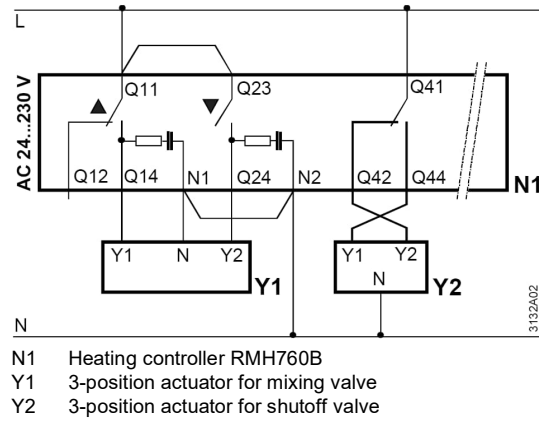 L
AC 24...230 V
Q11 Q23 Q41
Q12 Q14 N1 Q24 N2 Q42 Q44
N1
Y1 N Y2
Y1
Y1 Y2
N
Y2
N
3132A02
N1 Heating controller RMH760B
Y1 3-position actuator for mixing valve
Y2 3-position actuator for shutoff valve